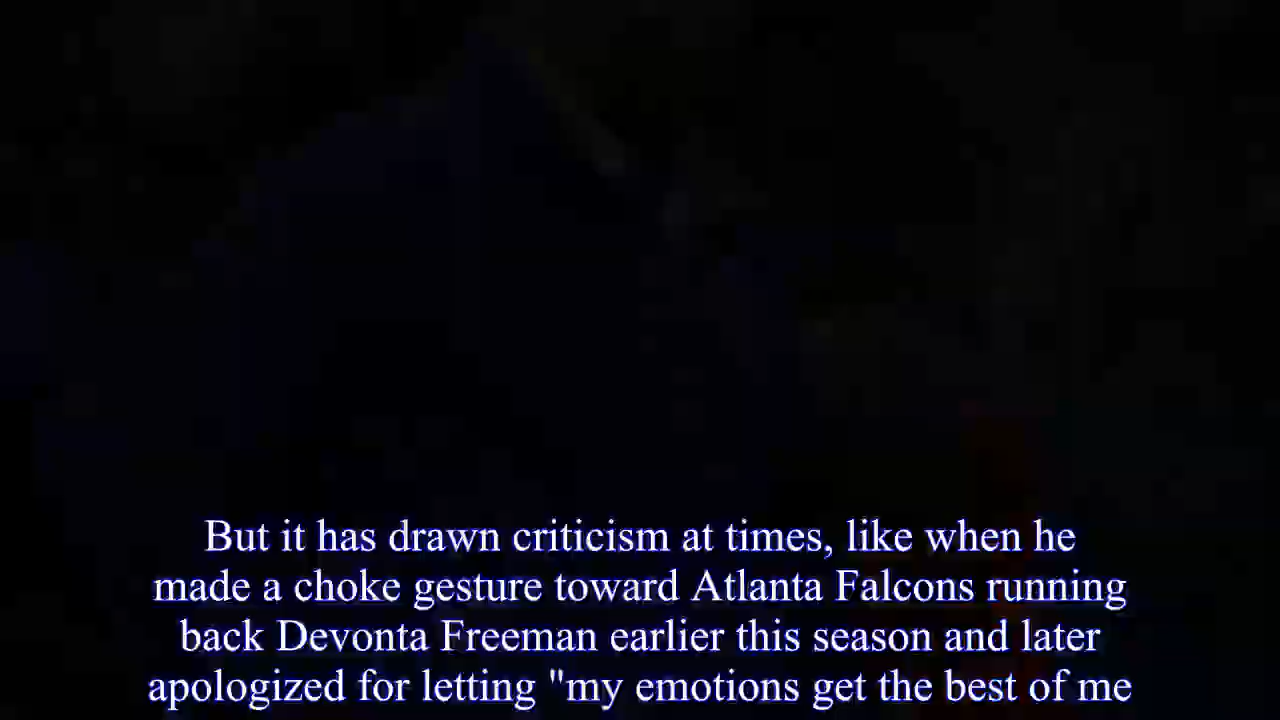 But it has drawn criticism at times, like when he
made a choke gesture toward Atlanta Falcons running
back Devonta Freeman earlier this season and later
apologized for letting "my emotions get the best of me